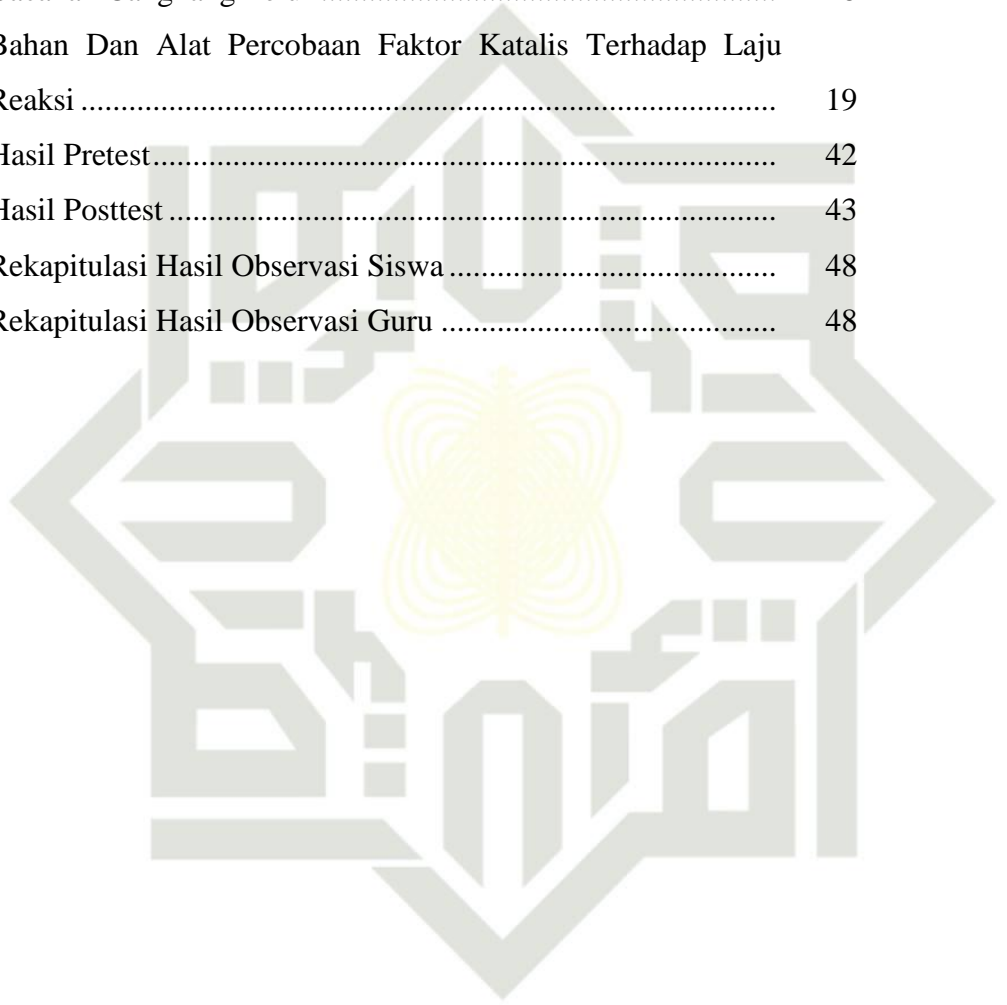 Bahan Dan Alat Percobaan Faktor Katalis Terhadap Laju
Reaksi ........................................................................................ 19
Hasil Pretest............................................................................... 42
Hasil Posttest ............................................................................. 43
Rekapitulasi Hasil Observasi Siswa ......................................... 48
Rekapitulasi Hasil Observasi Guru .......................................... 48